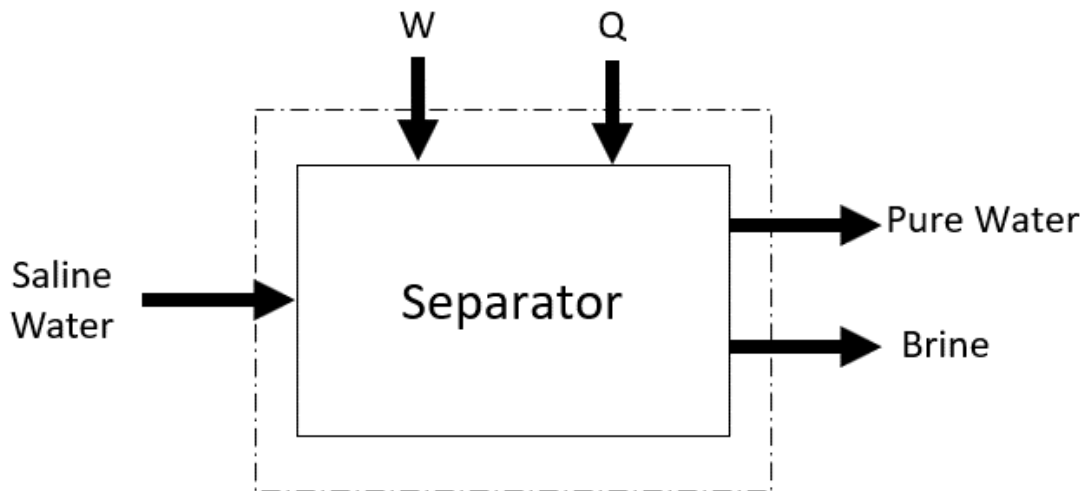 W
Q
Pure Water
Saline
Water
Separator
Brine